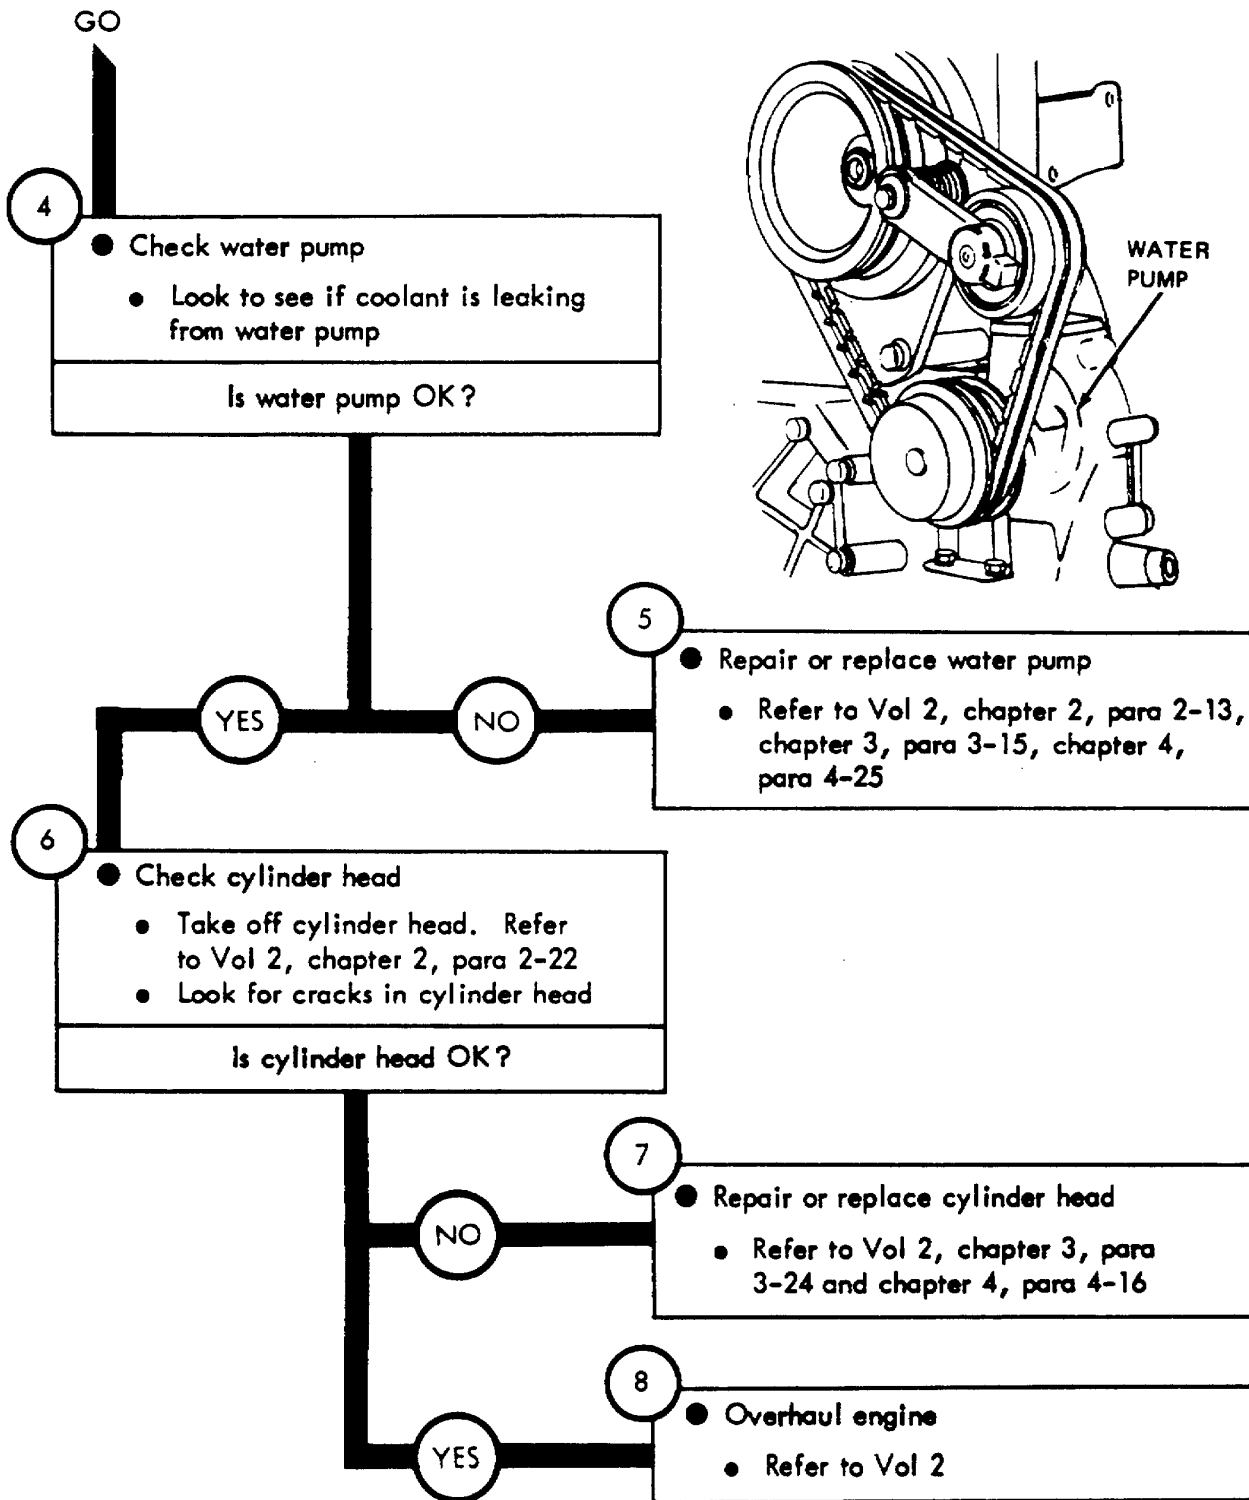 GO
4
● Check water pump
● Look to see if coolant is leaking
from water pump
Is water pump OK?
WATER
PUMP
YES
NO
5
● Repair or replace water pump
● Refer to Vol 2, chapter 2, para 2-13,
chapter 3, para 3-15, chapter 4,
para 4-25
6
● Check cylinder head
● Take off cylinder head. Refer
to Vol 2, chapter 2, para 2-22
● Look for cracks in cylinder head
Is cylinder head OK?
NO
7
● Repair or replace cylinder head
● Refer to Vol 2, chapter 3, para
3-24 and chapter 4, para 4-16
YES
8
● Overhaul engine
● Refer to Vol 2